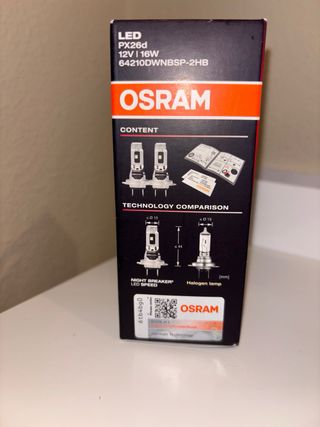 LED
PX26d
12V | 16W
64210DWNBSP-2HB
OSRAM
CONTENT
TECHNOLOGY COMPARISON
NIGHT BREAKER®
LED SPEED
Halogen lamp
[mm]
OSRAM